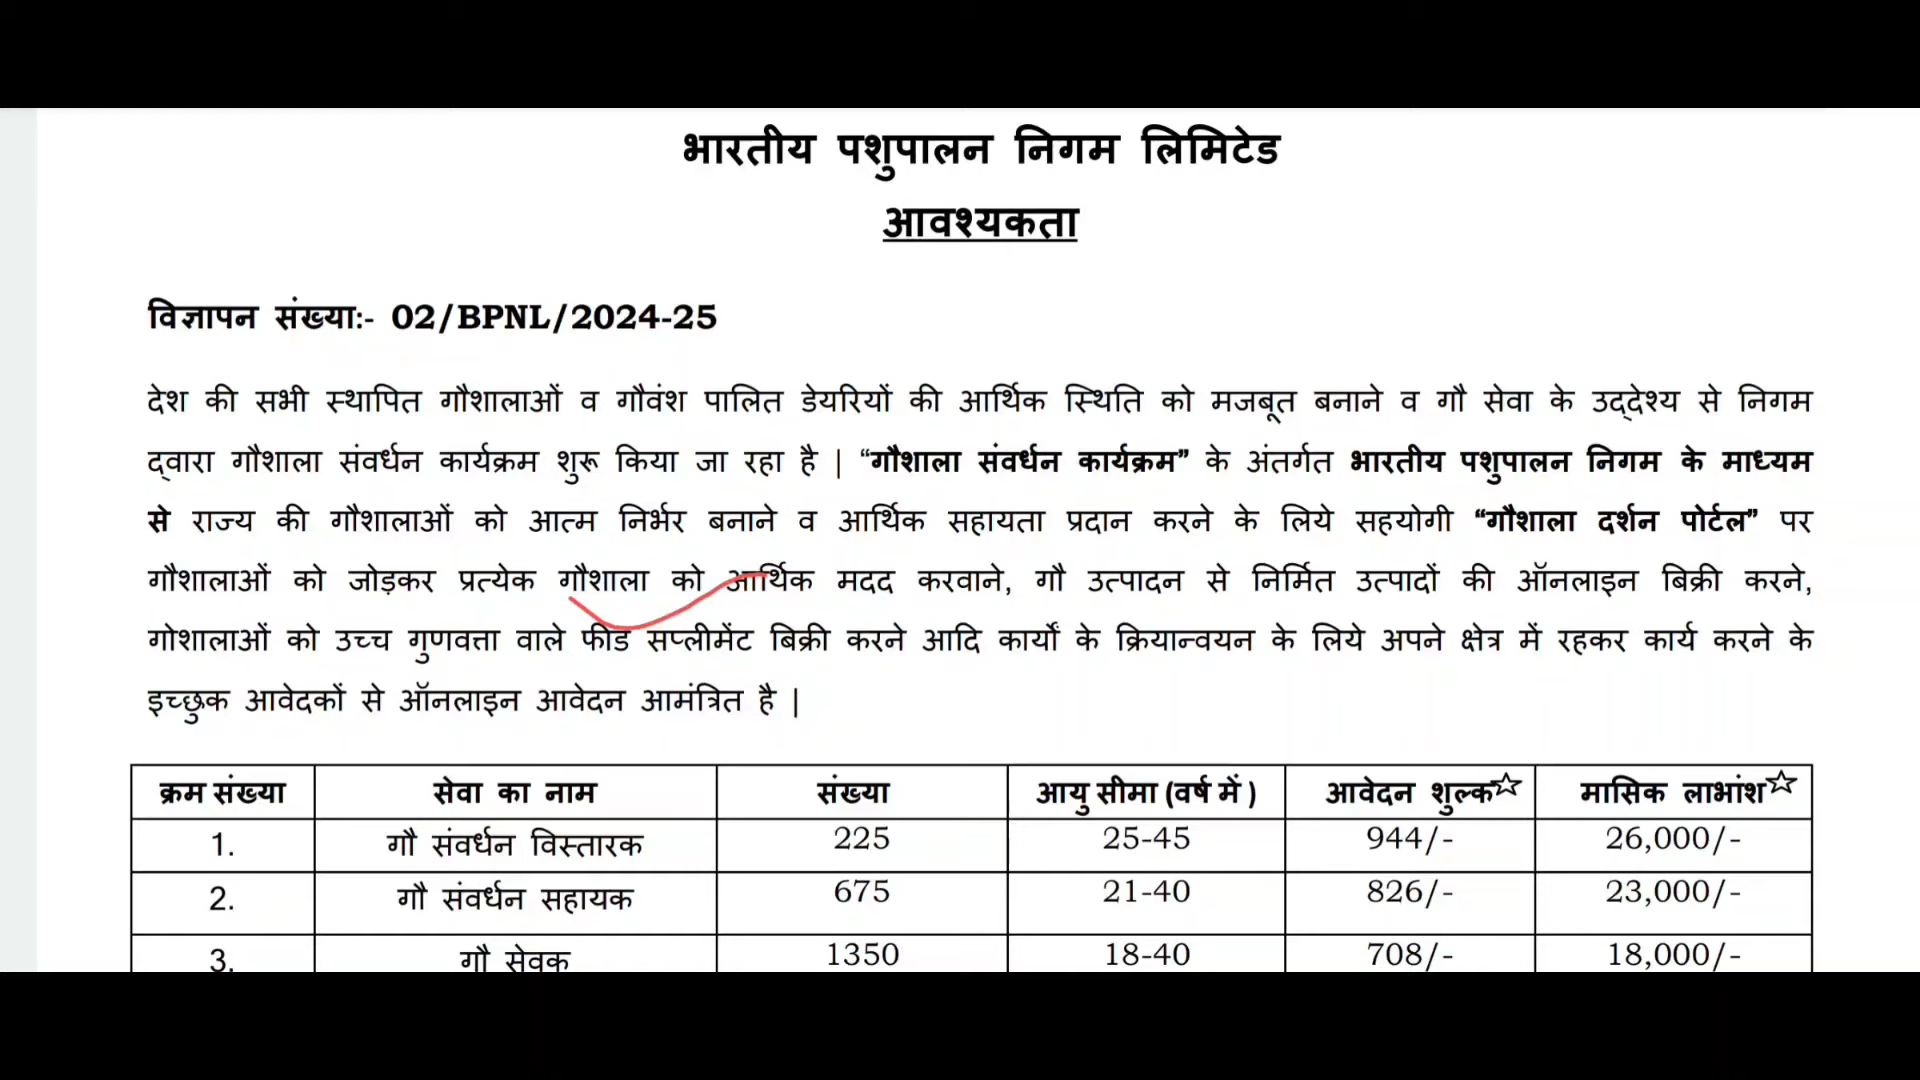 भारतीय पशुपालन निगम लिमिटेड
आवश्यकता
विज्ञापन संख्या:- 02/BPNL/2024-25
देश की सभी स्थापित गौशालाओं व गौवंश पालित डेयरियों की आर्थिक स्थिति को मजबूत बनाने व गौ सेवा के उद्देश्य से निगम
द्वारा गौशाला संवर्धन कार्यक्रम शुरू किया जा रहा है | “गौशाला संवर्धन कार्यक्रम” के अंतर्गत भारतीय पशुपालन निगम के माध्यम
से राज्य की गौशालाओं को आत्म निर्भर बनाने व आर्थिक सहायता प्रदान करने के लिये सहयोगी “गौशाला दर्शन पोर्टल” पर
गौशालाओं को जोड़कर प्रत्येक गौशाला को आर्थिक मदद करवाने, गौ उत्पादन से निर्मित उत्पादों की ऑनलाइन बिक्री करने,
गोशालाओं को उच्च गुणवत्ता वाले फीड सप्लीमेंट बिक्री करने आदि कार्यों के क्रियान्वयन के लिये अपने क्षेत्र में रहकर कार्य करने के
इच्छुक आवेदकों से ऑनलाइन आवेदन आमंत्रित है |
क्रम संख्या सेवा का नाम संख्या आयु सीमा (वर्ष में ) आवेदन शुल्क☆ मासिक लाभांश☆
1. गौ संवर्धन विस्तारक 225 25-45 944/- 26,000/-
2. गौ संवर्धन सहायक 675 21-40 826/- 23,000/-
3. गौ सेवक 1350 18-40 708/- 18,000/-